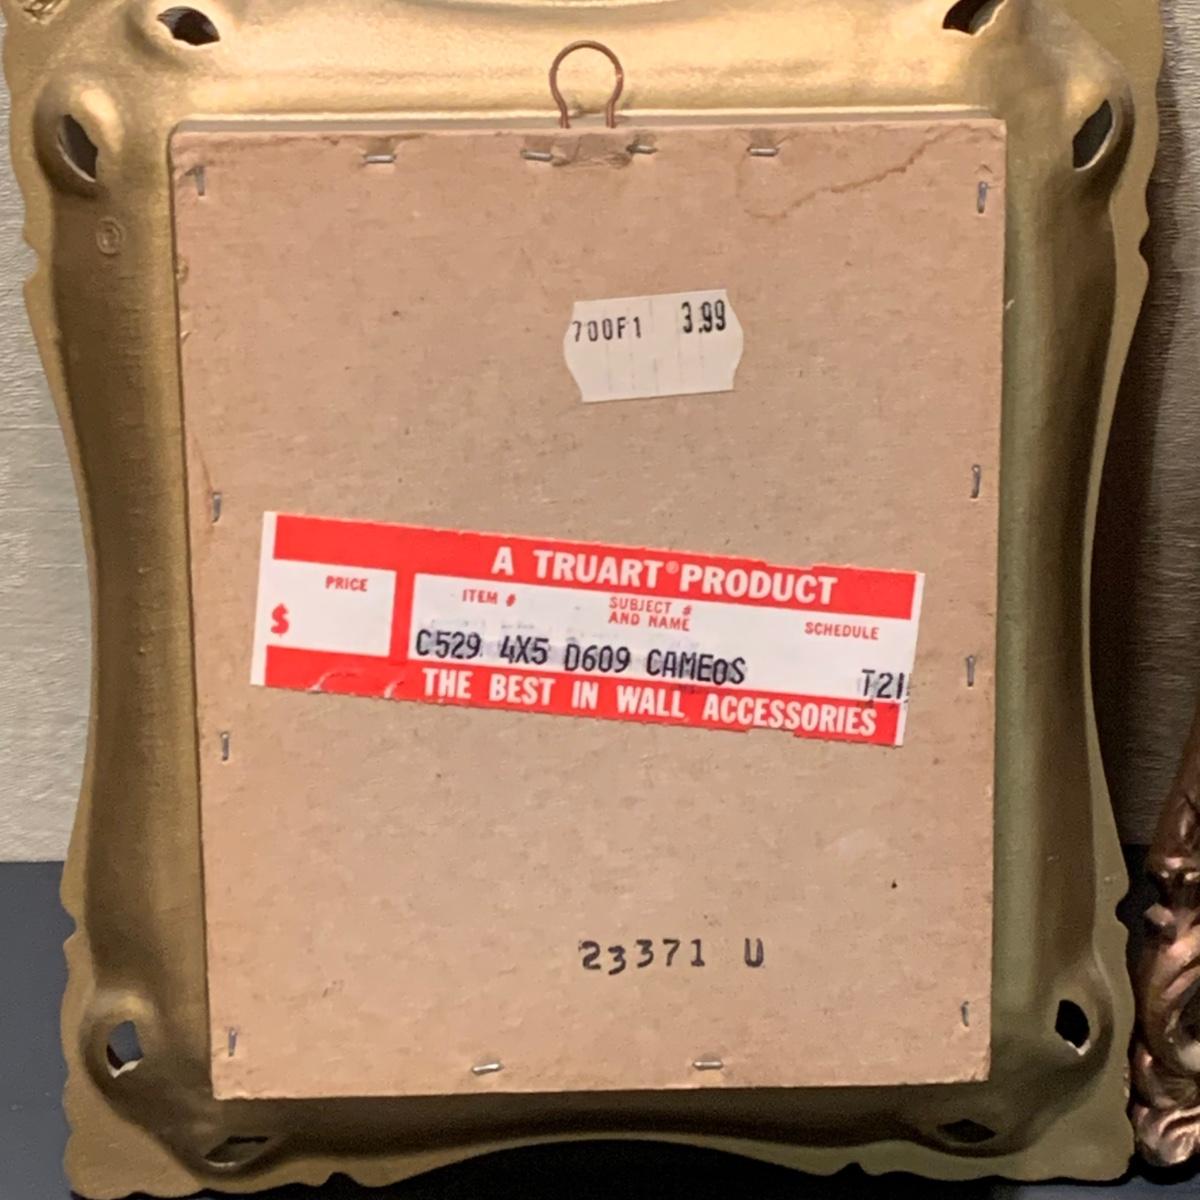 700F1 3.99
A TRUART® PRODUCT
PRICE
$
ITEM #
SUBJECT #
AND NAME
SCHEDULE
C529 4X5 D609 CAMEOS
T21
THE BEST IN WALL ACCESSORIES
23371 U